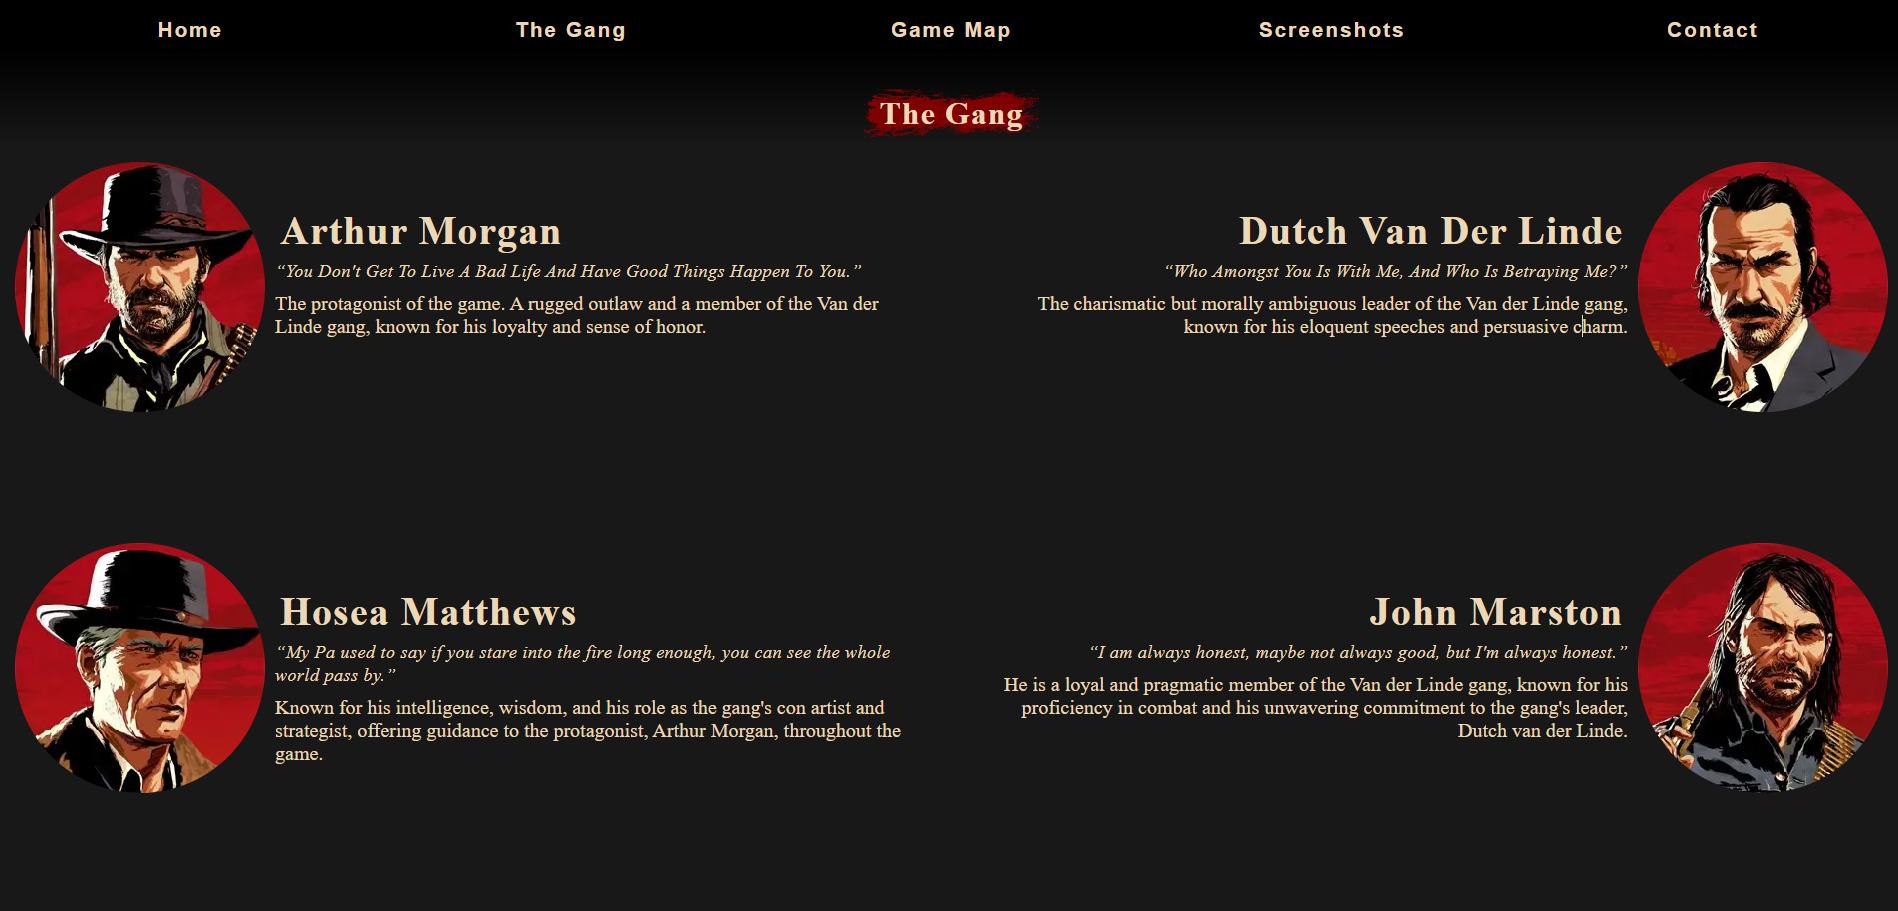 Home
The Gang
Game Map
Screenshots
Contact
The Gang
Arthur Morgan
“You Don't Get To Live A Bad Life And Have Good Things Happen To You.”
The protagonist of the game. A rugged outlaw and a member of the Van der
Linde gang, known for his loyalty and sense of honor.
Dutch Van Der Linde
“Who Amongst You Is With Me, And Who Is Betraying Me?”
The charismatic but morally ambiguous leader of the Van der Linde gang,
known for his eloquent speeches and persuasive charm.
Hosea Matthews
“My Pa used to say if you stare into the fire long enough, you can see the whole
world pass by.”
Known for his intelligence, wisdom, and his role as the gang's con artist and
strategist, offering guidance to the protagonist, Arthur Morgan, throughout the
game.
John Marston
“I am always honest, maybe not always good, but I'm always honest.”
He is a loyal and pragmatic member of the Van der Linde gang, known for his
proficiency in combat and his unwavering commitment to the gang's leader,
Dutch van der Linde.